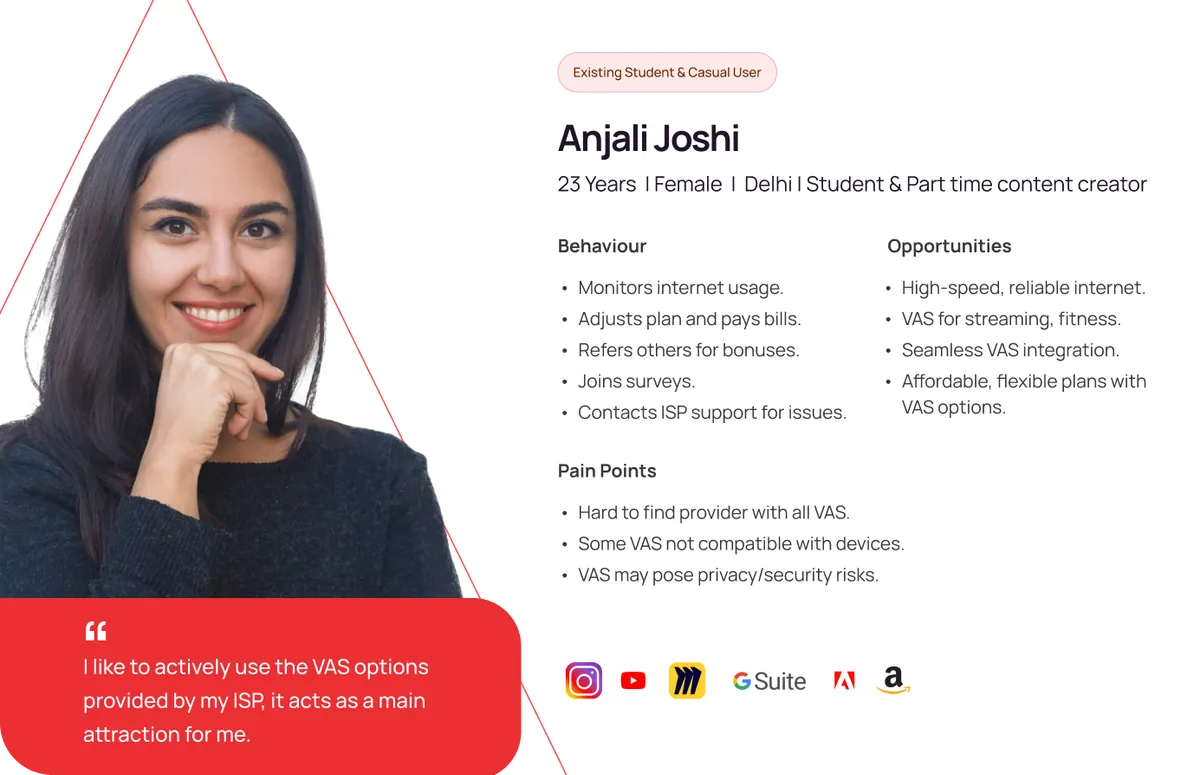 Existing Student & Casual User
Anjali Joshi
23 Years | Female | Delhi | Student & Part time content creator
Behaviour
• Monitors internet usage.
• Adjusts plan and pays bills.
• Refers others for bonuses.
• Joins surveys.
• Contacts ISP support for issues.
Opportunities
• High-speed, reliable internet.
• VAS for streaming, fitness.
• Seamless VAS integration.
• Affordable, flexible plans with
VAS options.
Pain Points
• Hard to find provider with all VAS.
• Some VAS not compatible with devices.
• VAS may pose privacy/security risks.
“
I like to actively use the VAS options
provided by my ISP, it acts as a main
attraction for me.
G Suite
a